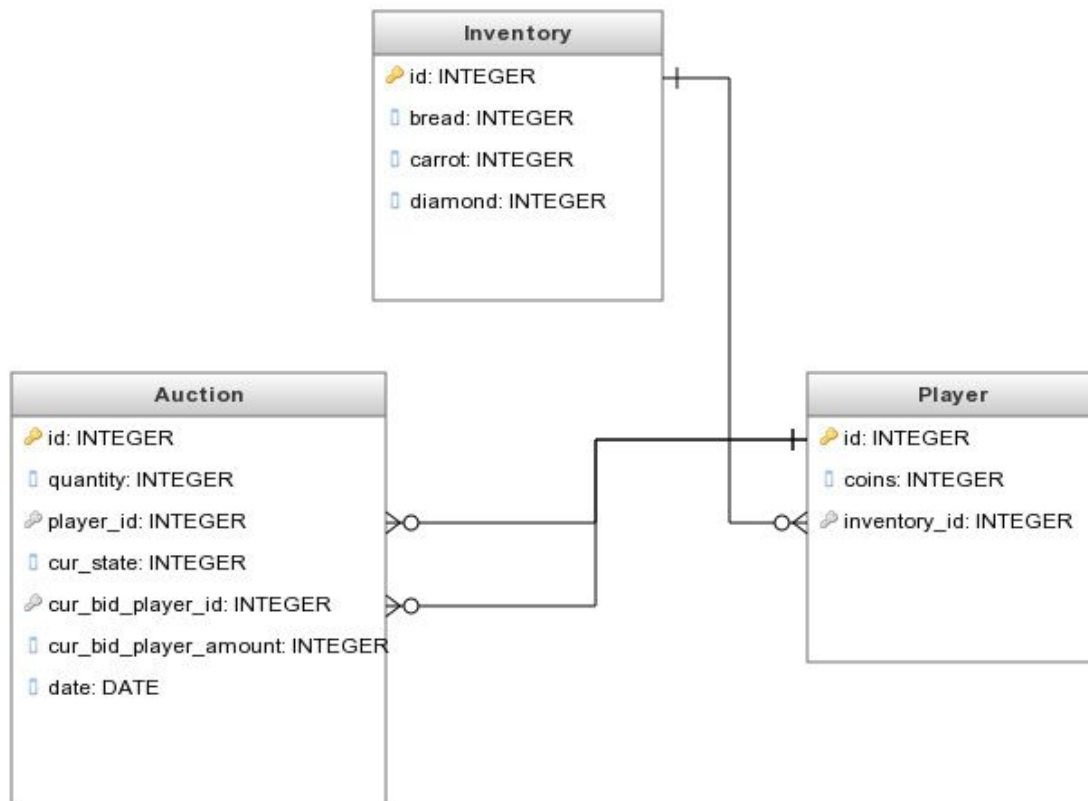 Inventory
id: INTEGER
bread: INTEGER
carrot: INTEGER
diamond: INTEGER
Auction
id: INTEGER
quantity: INTEGER
player_id: INTEGER
cur_state: INTEGER
cur_bid_player_id: INTEGER
cur_bid_player_amount: INTEGER
date: DATE
Player
id: INTEGER
coins: INTEGER
inventory_id: INTEGER